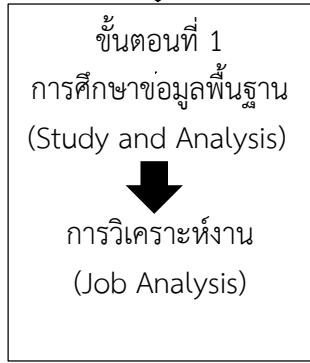 ขั้นตอนที่ 1
การศึกษาข้อมูลพื้นฐาน
(Study and Analysis)
การวิเคราะห์งาน
(Job Analysis)